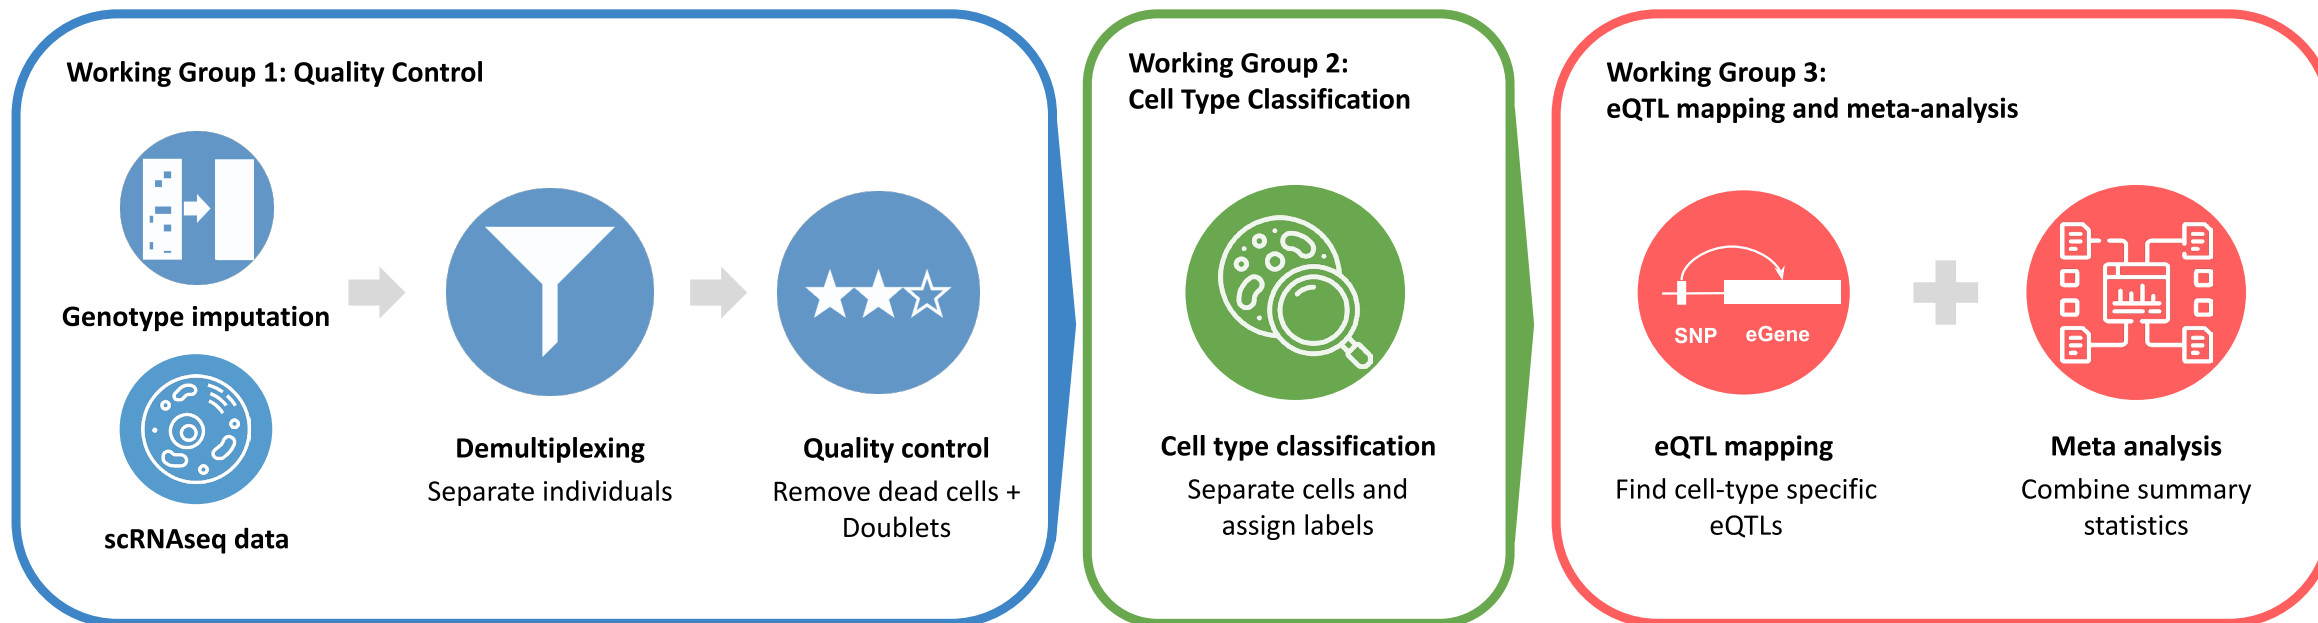 Working Group 1: Quality Control
Genotype imputation
scRNAseq data
Demultiplexing
Separate individuals
Quality control
Remove dead cells +
Doublets
Working Group 2:
Cell Type Classification
Cell type classification
Separate cells and
assign labels
Working Group 3:
eQTL mapping and meta-analysis
SNP
eGene
eQTL mapping
Find cell-type specific
eQTLs
Meta analysis
Combine summary
statistics